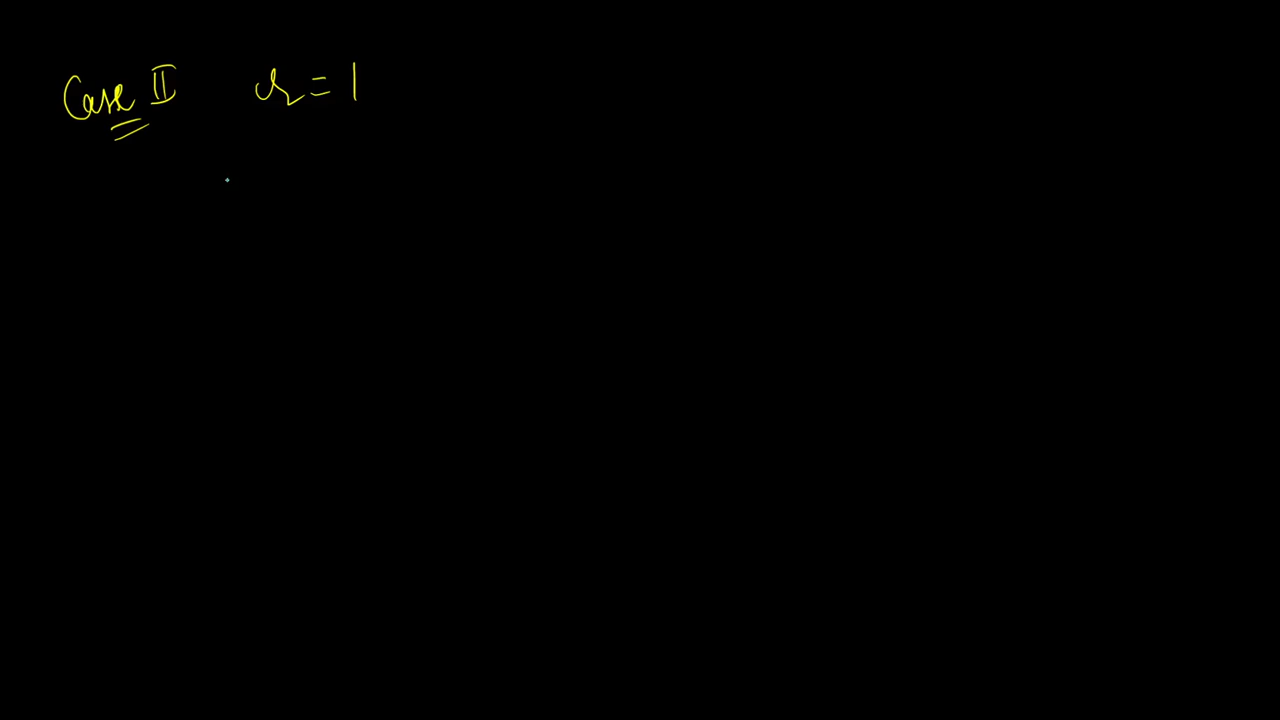 Case II r = 1